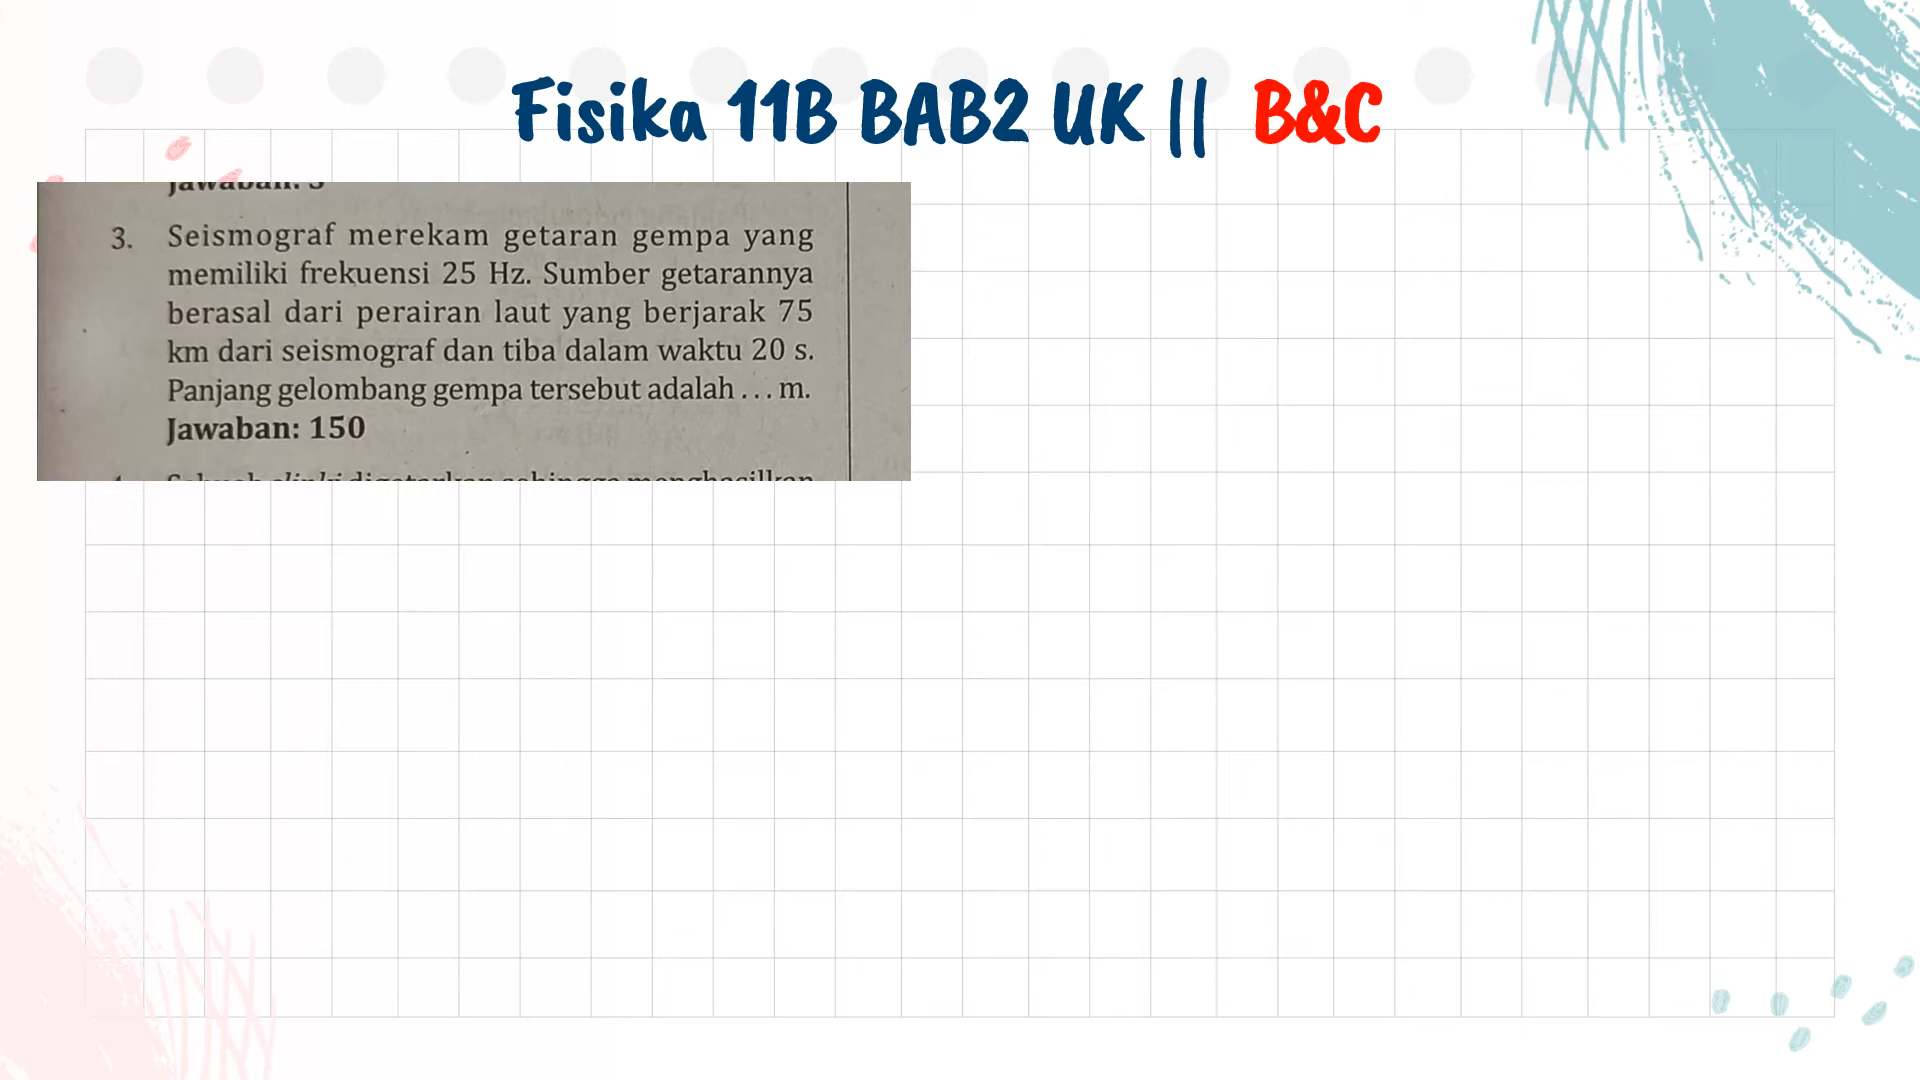 Fisika 11B BAB2 UK || B&C
Jawaban: 3
3. Seismograf merekam getaran gempa yang
memiliki frekuensi 25 Hz. Sumber getarannya
berasal dari perairan laut yang berjarak 75
km dari seismograf dan tiba dalam waktu 20 s.
Panjang gelombang gempa tersebut adalah . . . m.
Jawaban: 150